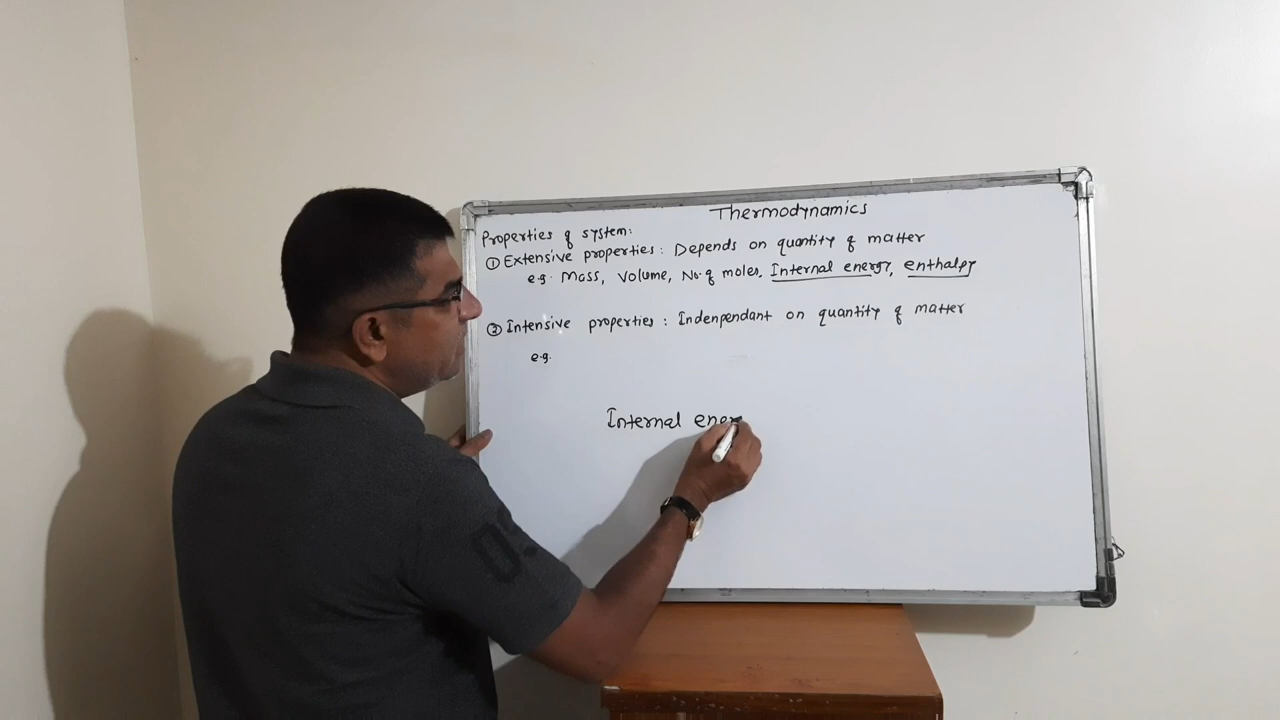 Thermodynamics
Properties of system:
① Extensive properties: Depends on quantity of matter
e.g. Mass, Volume, No. of moles, Internal energy, enthalpy
② Intensive properties: Indenpendant on quantity of matter
e.g.
Internal ener